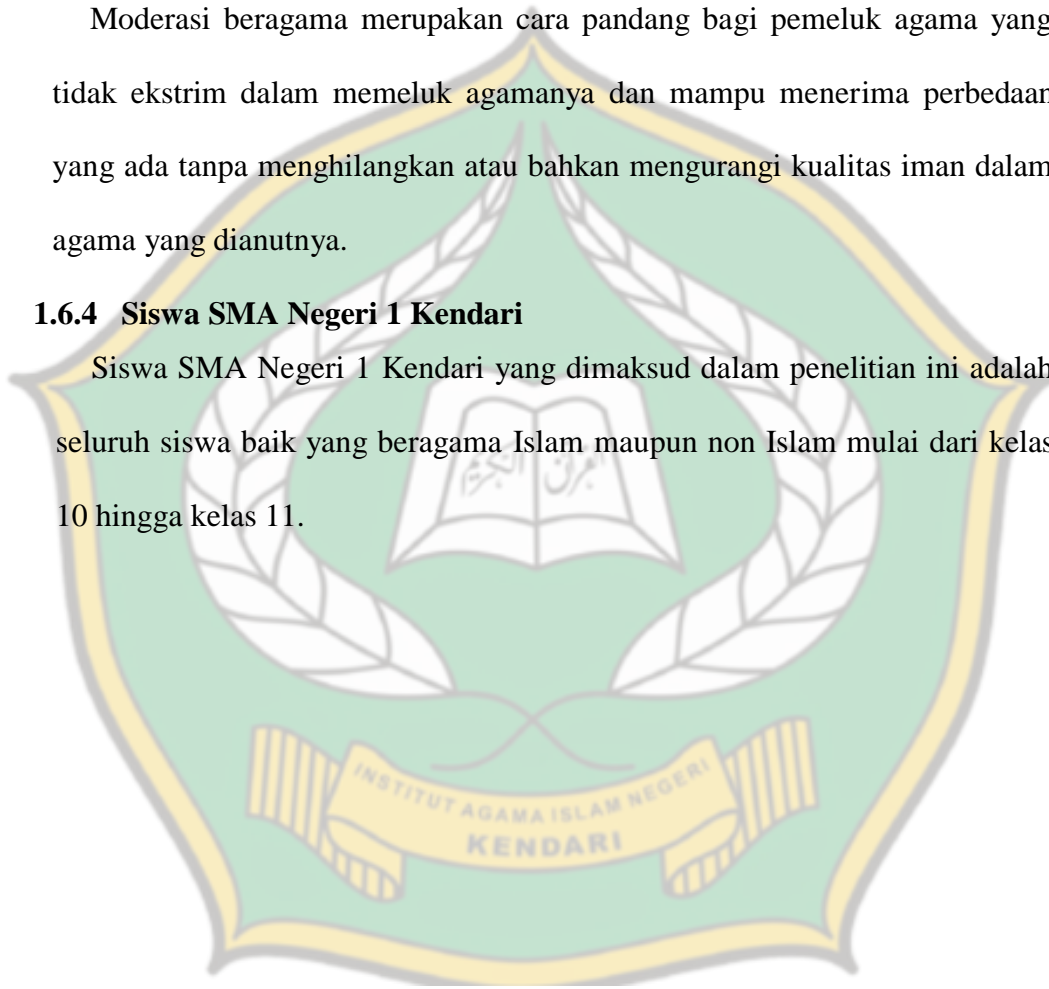 Moderasi beragama merupakan cara pandang bagi pemeluk agama yang
tidak ekstrim dalam memeluk agamanya dan mampu menerima perbedaan
yang ada tanpa menghilangkan atau bahkan mengurangi kualitas iman dalam
agama yang dianutnya.
1.6.4 Siswa SMA Negeri 1 Kendari
Siswa SMA Negeri 1 Kendari yang dimaksud dalam penelitian ini adalah
seluruh siswa baik yang beragama Islam maupun non Islam mulai dari kelas
10 hingga kelas 11.
INSTITUT AGAMA ISLAM NEGERI
KENDARI